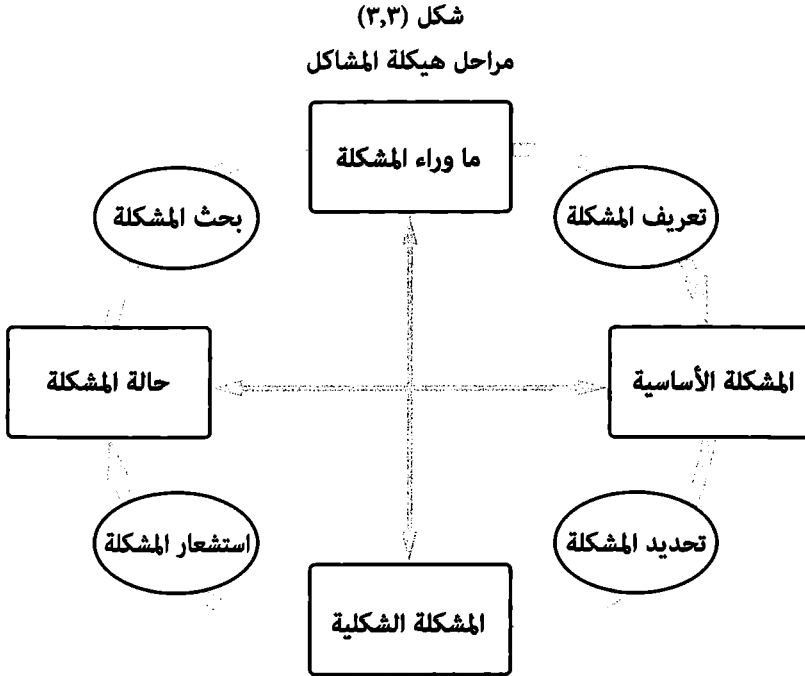 شكل (٣,٣)
مراحل هيكلة المشاكل
ما وراء المشكلة
تعريف المشكلة
بحث المشكلة
المشكلة الأساسية
حالة المشكلة
تحديد المشكلة
استشعار المشكلة
المشكلة الشكلية